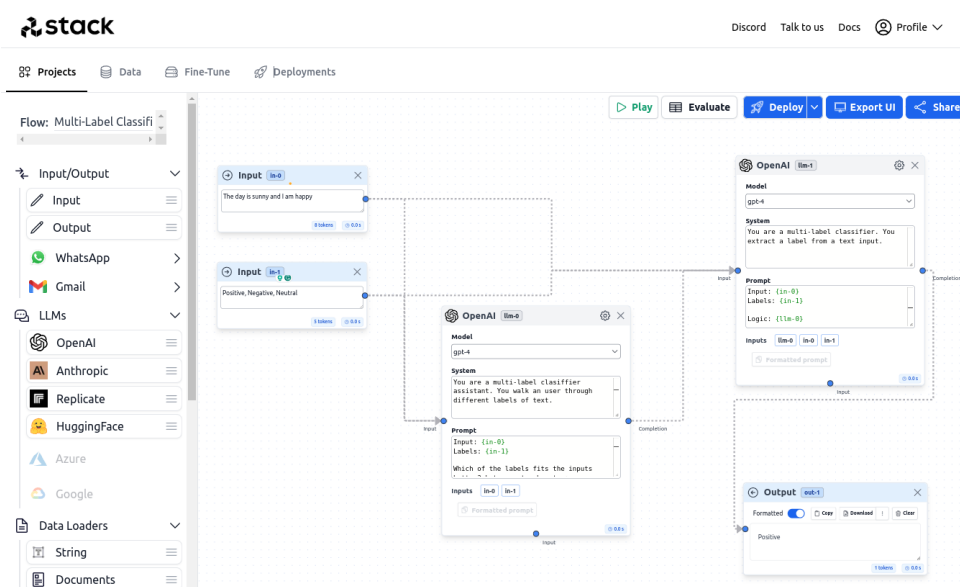 stack
Discord
Talk to us
Docs
Profile
Projects
Data
Fine-Tune
Deployments
Flow: Multi-Label Classifi
Play
Evaluate
Deploy
Export UI
Share
Input/Output
Input
Output
WhatsApp
Gmail
LLMs
OpenAI
Anthropic
Replicate
HuggingFace
Azure
Google
Data Loaders
String
Documents
Input in-0
The day is sunny and I am happy
8 tokens 0.0 s
Input in-1
Positive, Negative, Neutral
5 tokens 0.0 s
OpenAI llm-0
Model
gpt-4
System
You are a multi-label clasiffier
assistant. You walk an user through
different labels of text.
Prompt
Input: {in-0}
Labels: {in-1}
Which of the labels fits the inputs
Inputs in-0 in-1
Formatted prompt
0.0 s
Input
Completion
Input
OpenAI llm-1
Model
gpt-4
System
You are a multi-label classifier. You
extract a label from a text input.
Prompt
Input: {in-0}
Labels: {in-1}
Logic: {llm-0}
Inputs llm-0 in-0 in-1
Formatted prompt
0.0 s
Input
Completion
Input
Output out-1
Formatted
Copy
Download
Clear
Positive
1 tokens 0.0 s